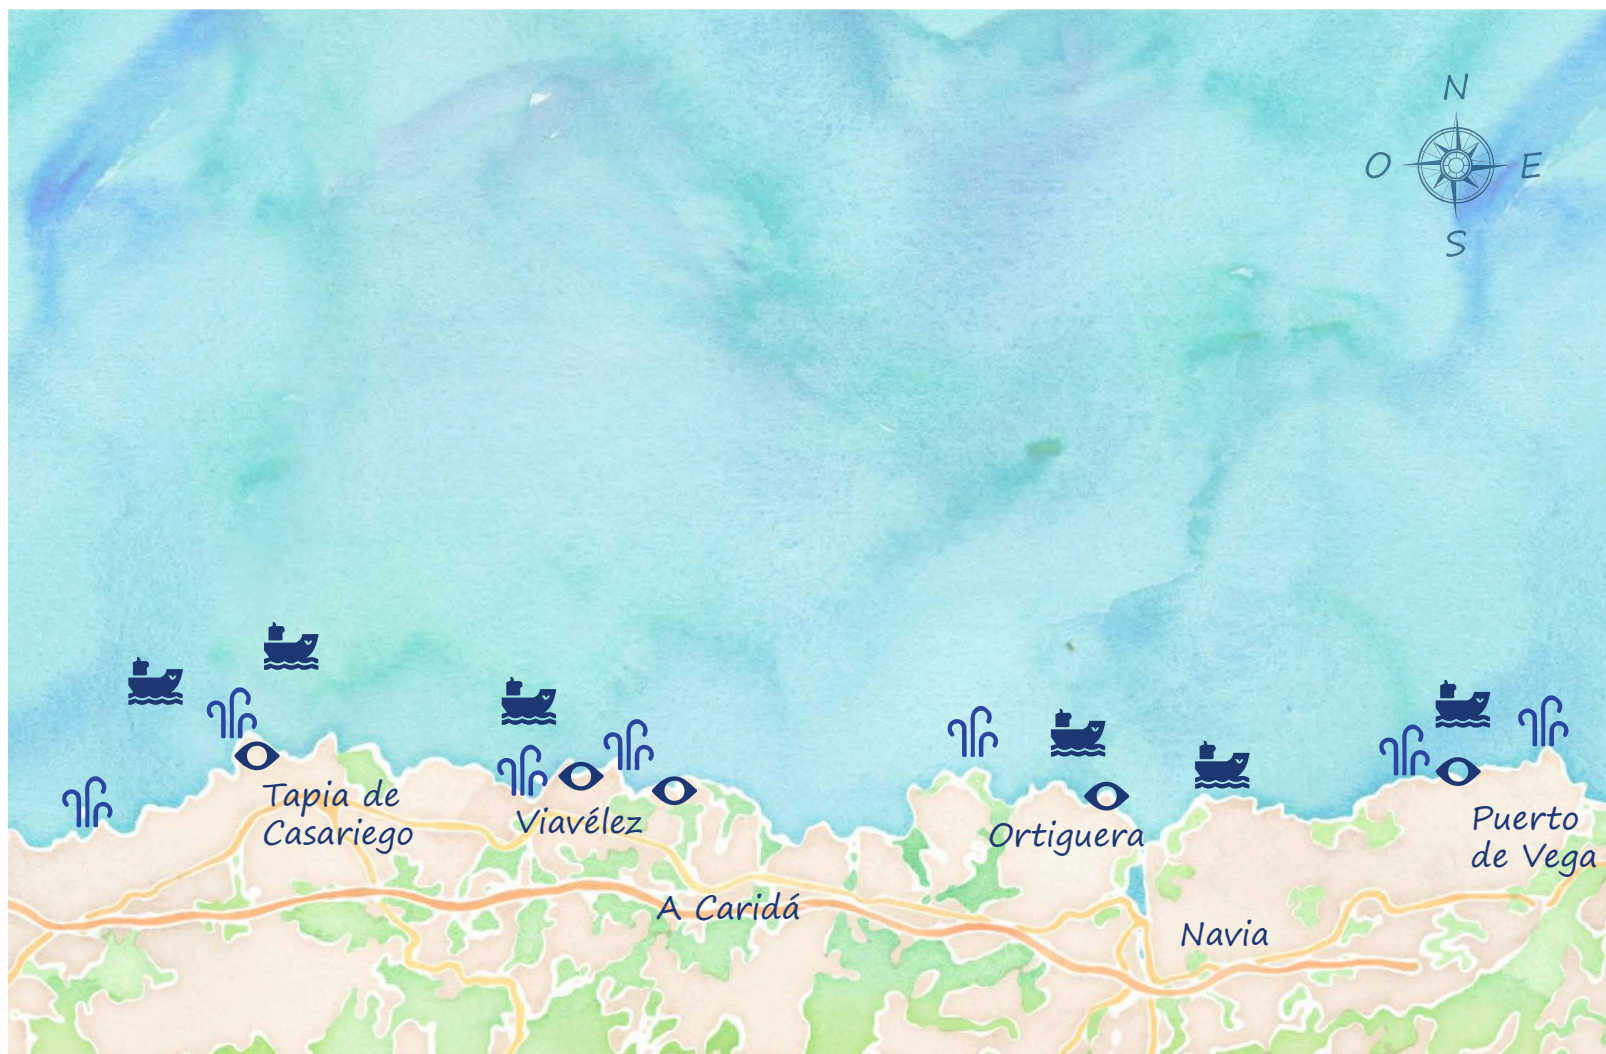 N
O
E
S
Tapia de
Casariego
Viavélez
Ortiguera
Puerto
de Vega
A Caridá
Navia